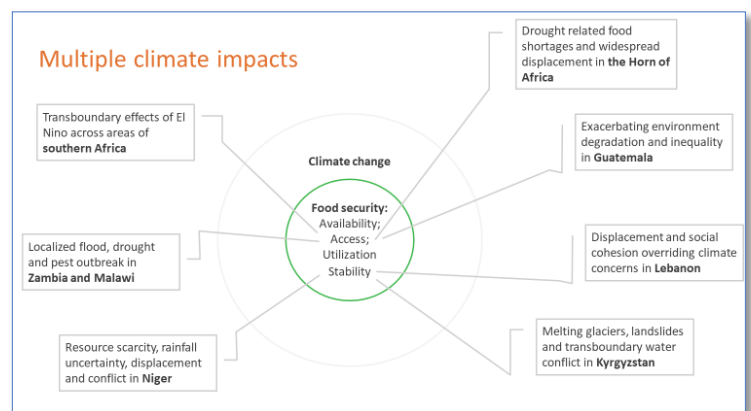 Multiple climate impacts
Drought related food
shortages and widespread
displacement in the Horn of
Africa
Transboundary effects of El
Nino across areas of
southern Africa
Exacerbating environment
degradation and inequality
in Guatemala
Climate change
Food security:
Availability;
Access;
Utilization
Stability
Localized flood, drought
and pest outbreak in
Zambia and Malawi
Displacement and social
cohesion overriding climate
concerns in Lebanon
Resource scarcity, rainfall
uncertainty, displacement
and conflict in Niger
Melting glaciers, landslides
and transboundary water
conflict in Kyrgyzstan